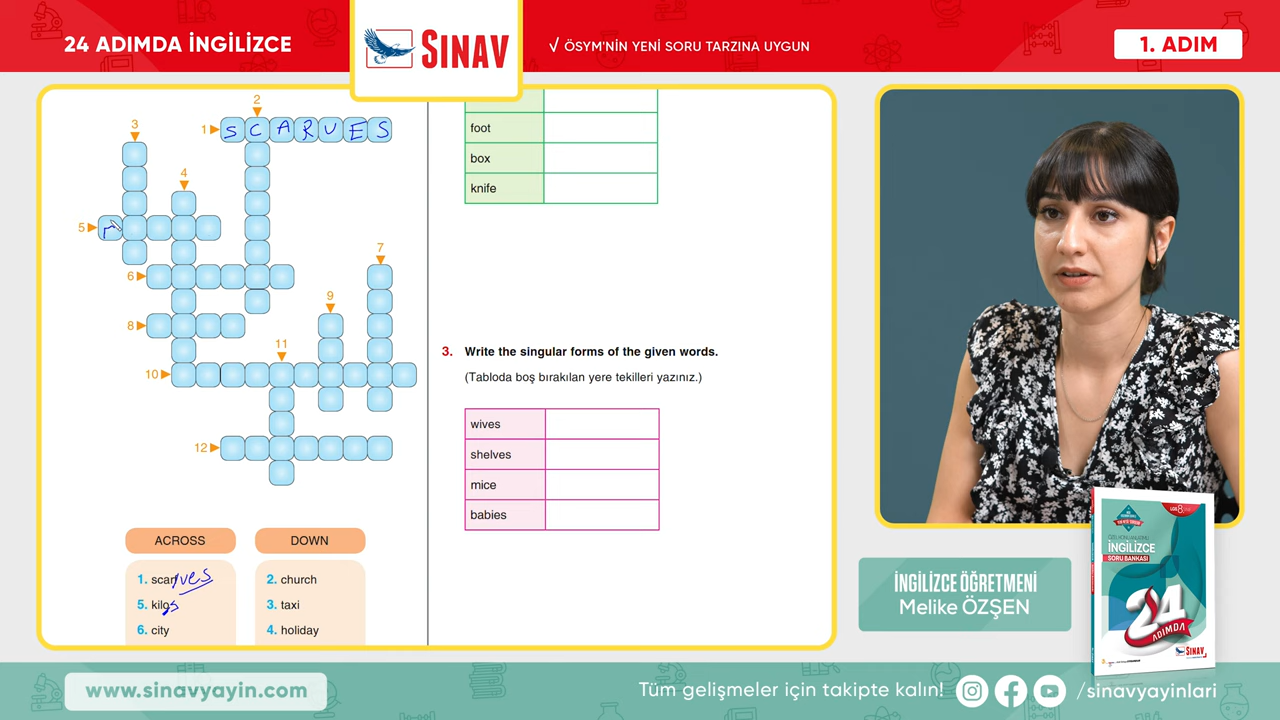 24 ADIMDA İNGİLİZCE
SINAV
√ ÖSYM'NİN YENİ SORU TARZINA UYGUN
1. ADIM
2
3
1 SCARVES
4
5
7
6
9
8
11
10
12
ACROSS
DOWN
1. scarfves
5. kilos
6. city
2. church
3. taxi
4. holiday
foot
box
knife
3. Write the singular forms of the given words.
(Tabloda boş bırakılan yere tekilleri yazınız.)
wives
shelves
mice
babies
İNGİLİZCE ÖĞRETMENİ
Melike ÖZŞEN
LGS 8
İNGİLİZCE
SORU BANKASI
24
ADIMDA
SINAV
www.sinavyayin.com
Tüm gelişmeler için takipte kalın!
/sinavyayinlari